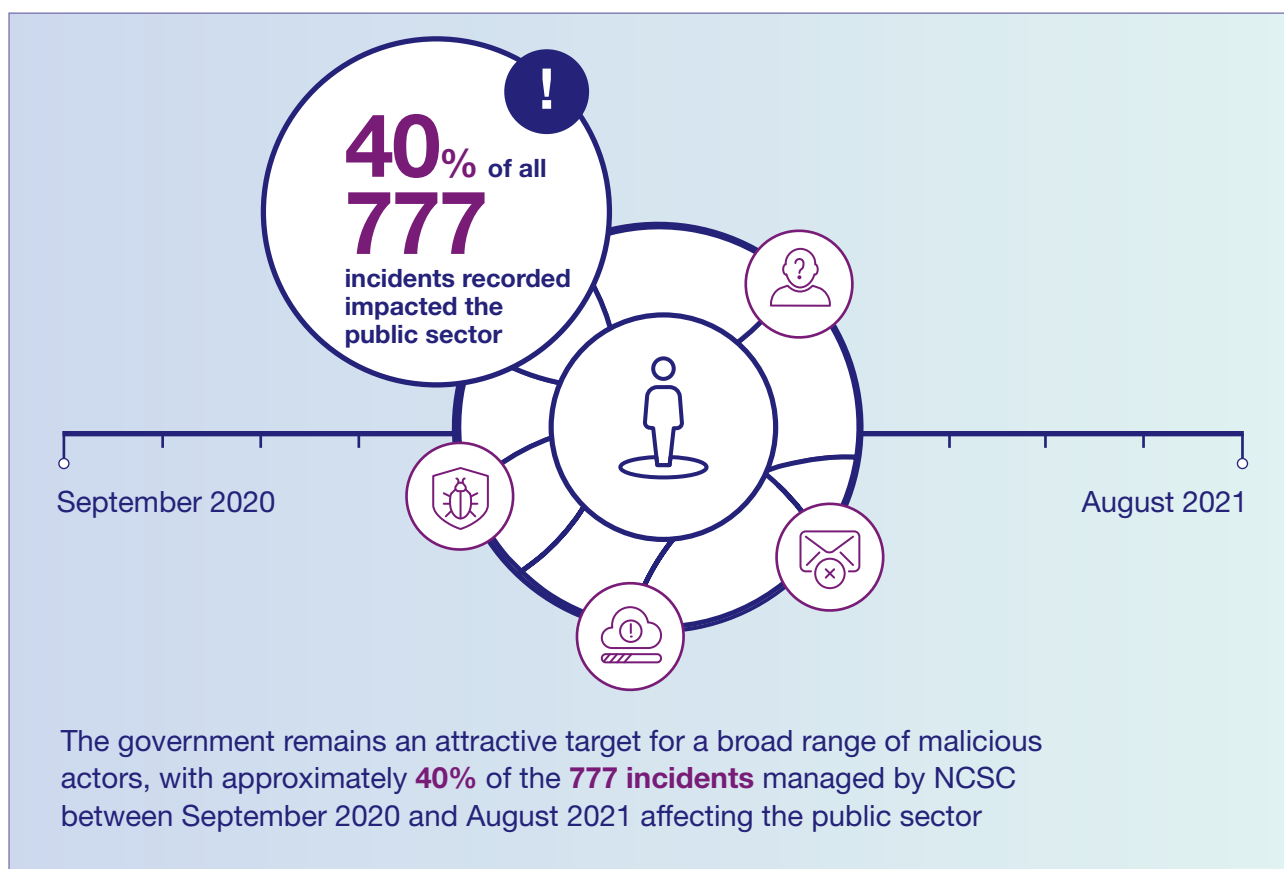 !
40% of all
777
incidents recorded
impacted the
public sector
?
!
September 2020
August 2021
The government remains an attractive target for a broad range of malicious
actors, with approximately 40% of the 777 incidents managed by NCSC
between September 2020 and August 2021 affecting the public sector